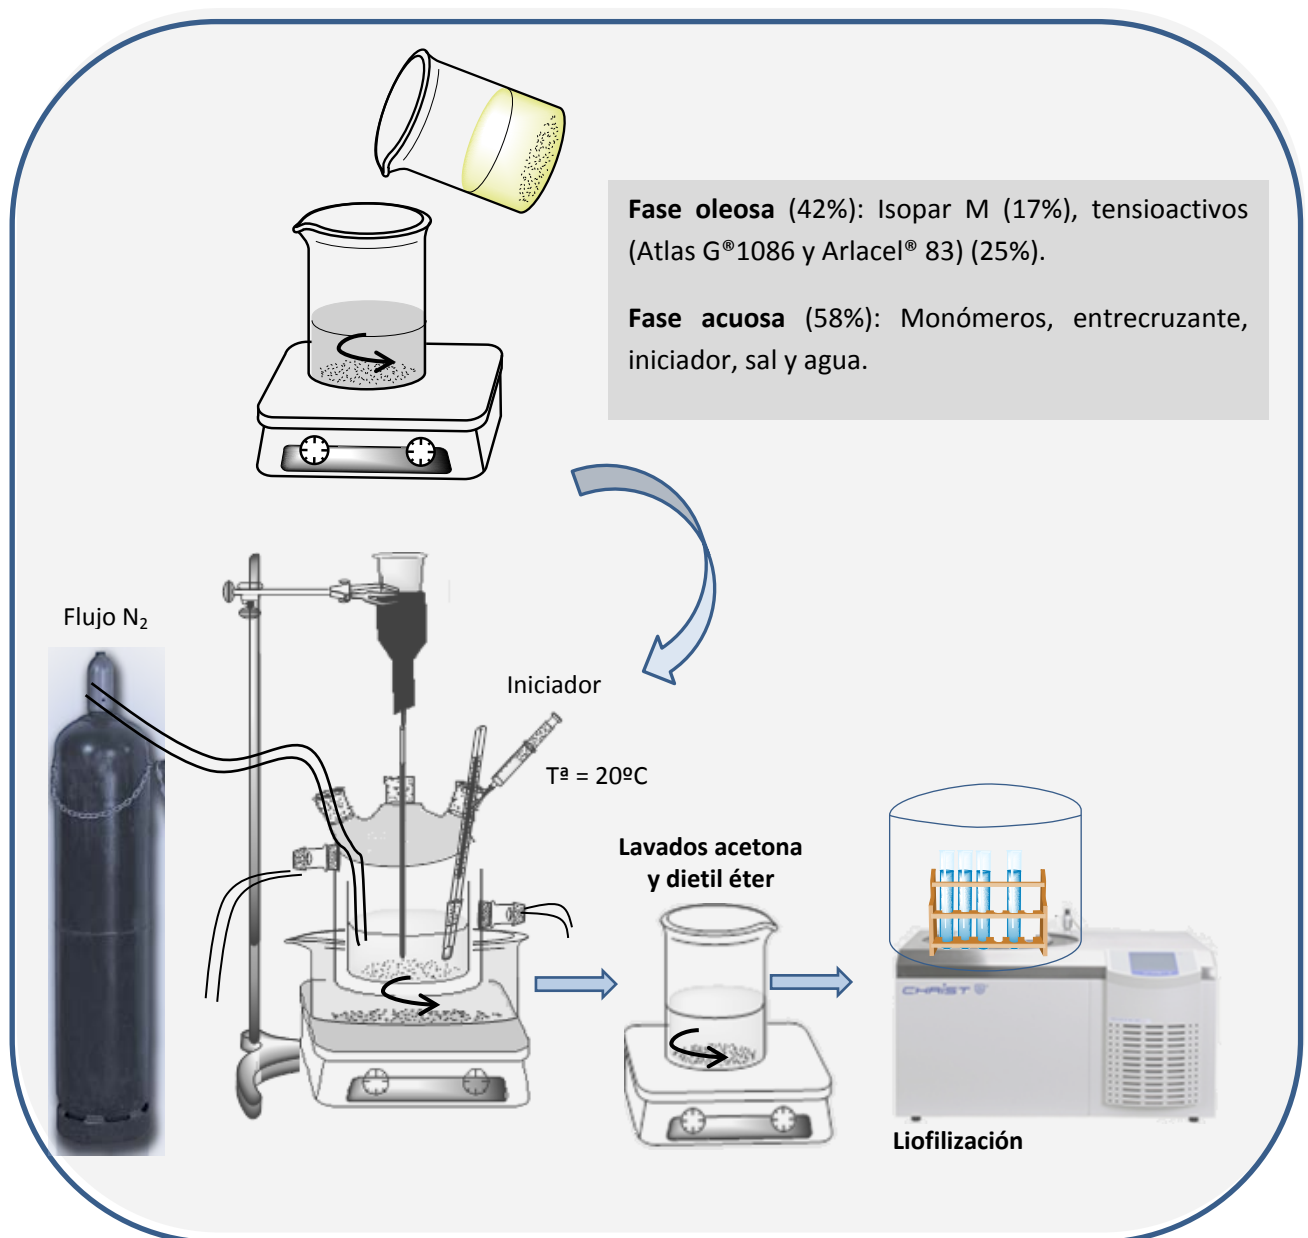 Fase oleosa (42%): Isopar M (17%), tensioactivos
(Atlas G®1086 y Arlacel® 83) (25%).
Fase acuosa (58%): Monómeros, entrecruzante,
iniciador, sal y agua.
Flujo N₂
Iniciador
Tª = 20ºC
Lavados acetona
y dietil éter
CHRIST
Liofilización